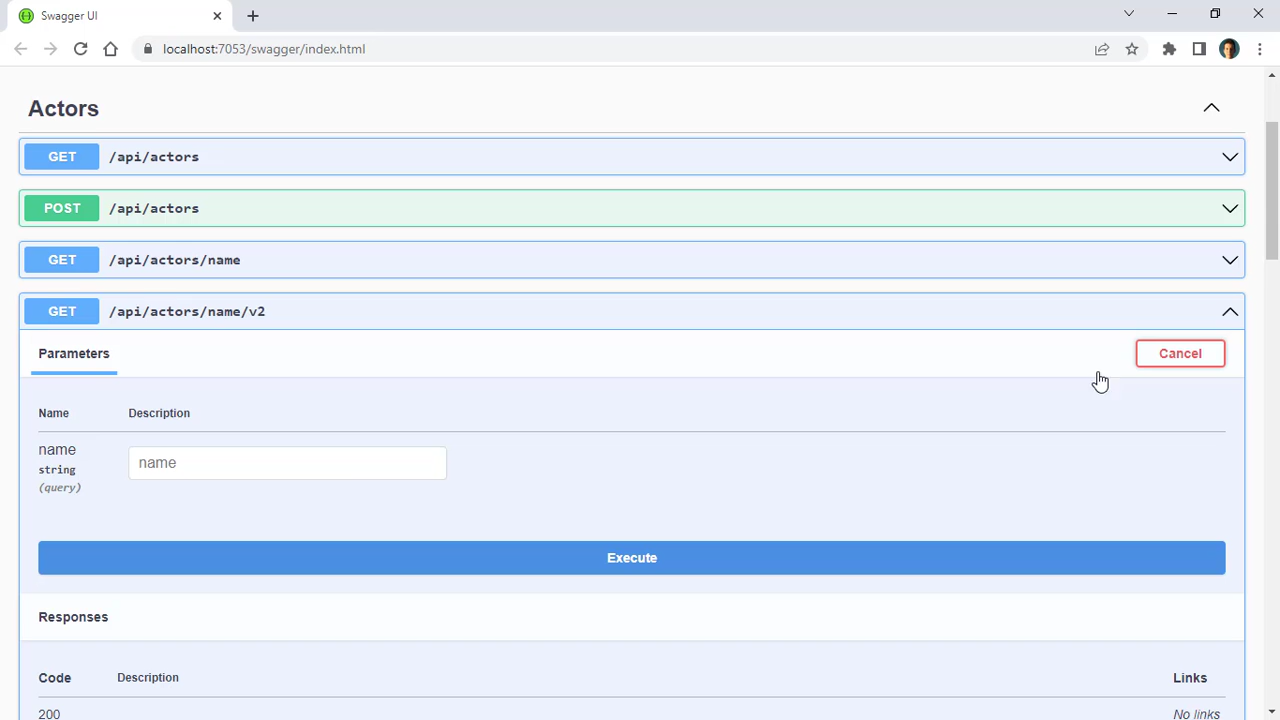 Swagger UI
localhost:7053/swagger/index.html
Actors
GET /api/actors
POST /api/actors
GET /api/actors/name
GET /api/actors/name/v2
Parameters Cancel
Name Description
name
string
(query)
name
Execute
Responses
Code Description Links
200 No links